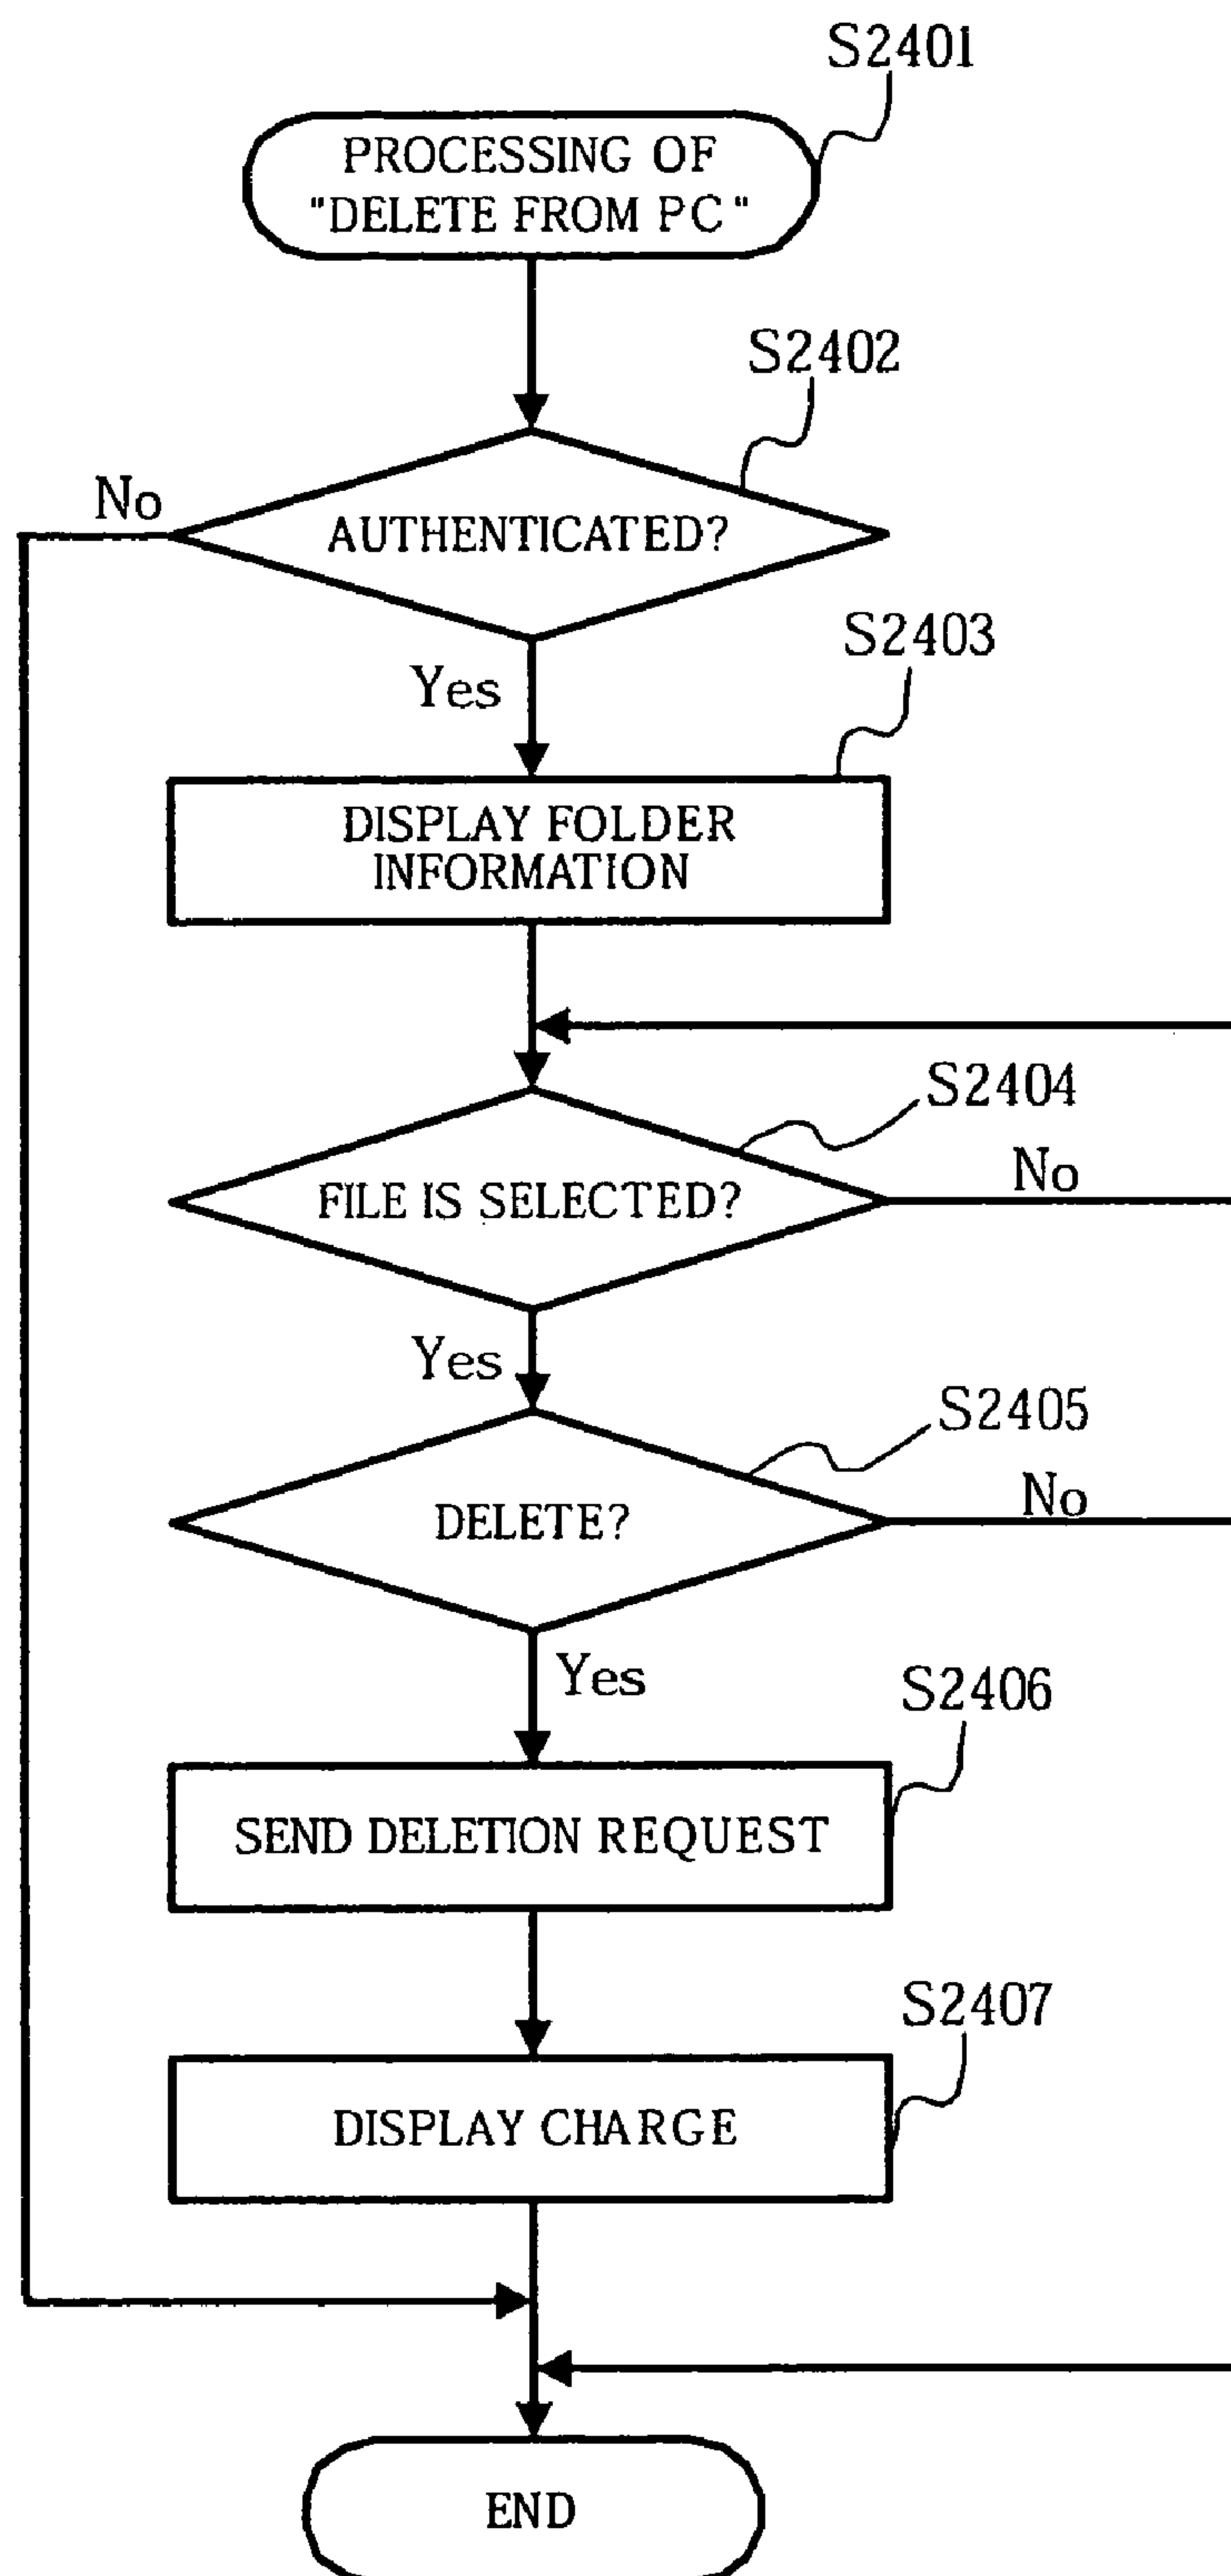 S2401
PROCESSING OF
"DELETE FROM PC"
S2402
No
AUTHENTICATED?
S2403
Yes
DISPLAY FOLDER
INFORMATION
S2404
No
FILE IS SELECTED?
Yes
S2405
No
DELETE?
Yes
S2406
SEND DELETION REQUEST
S2407
DISPLAY CHARGE
END